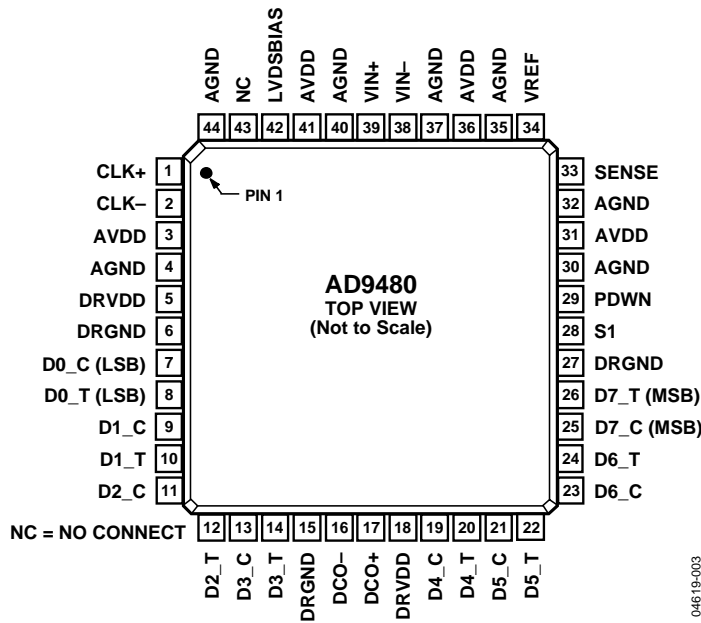 AGND NC LVDSBIAS AVDD AGND VIN+ VIN– AGND AVDD AGND VREF
44 43 42 41 40 39 38 37 36 35 34
CLK+ 1 33 SENSE
PIN 1
CLK– 2 32 AGND
AVDD 3 31 AVDD
AGND 4 30 AGND
AD9480
TOP VIEW
(Not to Scale)
DRVDD 5 29 PDWN
DRGND 6 28 S1
D0_C (LSB) 7 27 DRGND
D0_T (LSB) 8 26 D7_T (MSB)
D1_C 9 25 D7_C (MSB)
D1_T 10 24 D6_T
D2_C 11 23 D6_C
NC = NO CONNECT
12 13 14 15 16 17 18 19 20 21 22
D2_T D3_C D3_T DRGND DCO– DCO+ DRVDD D4_C D4_T D5_C D5_T
04619-003